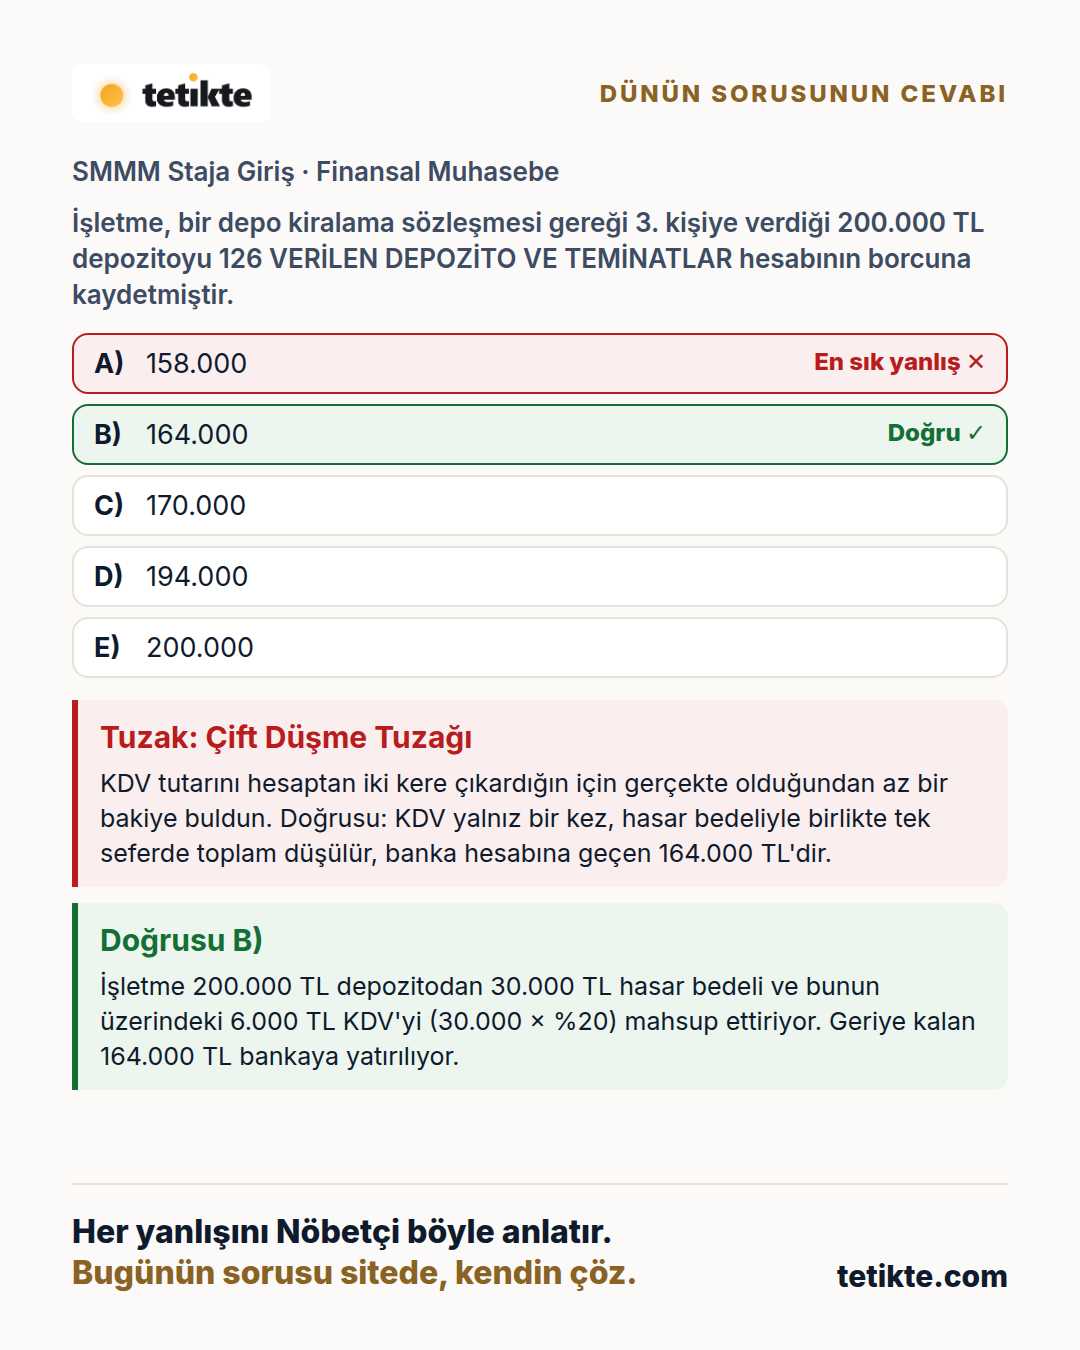 tetikte
DÜNÜN SORUSUNUN CEVABI
SMMM Staja Giriş · Finansal Muhasebe
İşletme, bir depo kiralama sözleşmesi gereği 3. kişiye verdiği 200.000 TL
depozitoyu 126 VERİLEN DEPOZİTO VE TEMİNATLAR hesabının borcuna
kaydetmiştir.
A) 158.000 En sık yanlış ✕
B) 164.000 Doğru ✓
C) 170.000
D) 194.000
E) 200.000
Tuzak: Çift Düşme Tuzağı
KDV tutarını hesaptan iki kere çıkardığın için gerçekte olduğundan az bir
bakiye buldun. Doğrusu: KDV yalnız bir kez, hasar bedeliyle birlikte tek
seferde toplam düşülür, banka hesabına geçen 164.000 TL'dir.
Doğrusu B)
İşletme 200.000 TL depozitodan 30.000 TL hasar bedeli ve bunun
üzerindeki 6.000 TL KDV'yi (30.000 × %20) mahsup ettiriyor. Geriye kalan
164.000 TL bankaya yatırılıyor.
Her yanlışını Nöbetçi böyle anlatır.
Bugünün sorusu sitede, kendin çöz.
tetikte.com